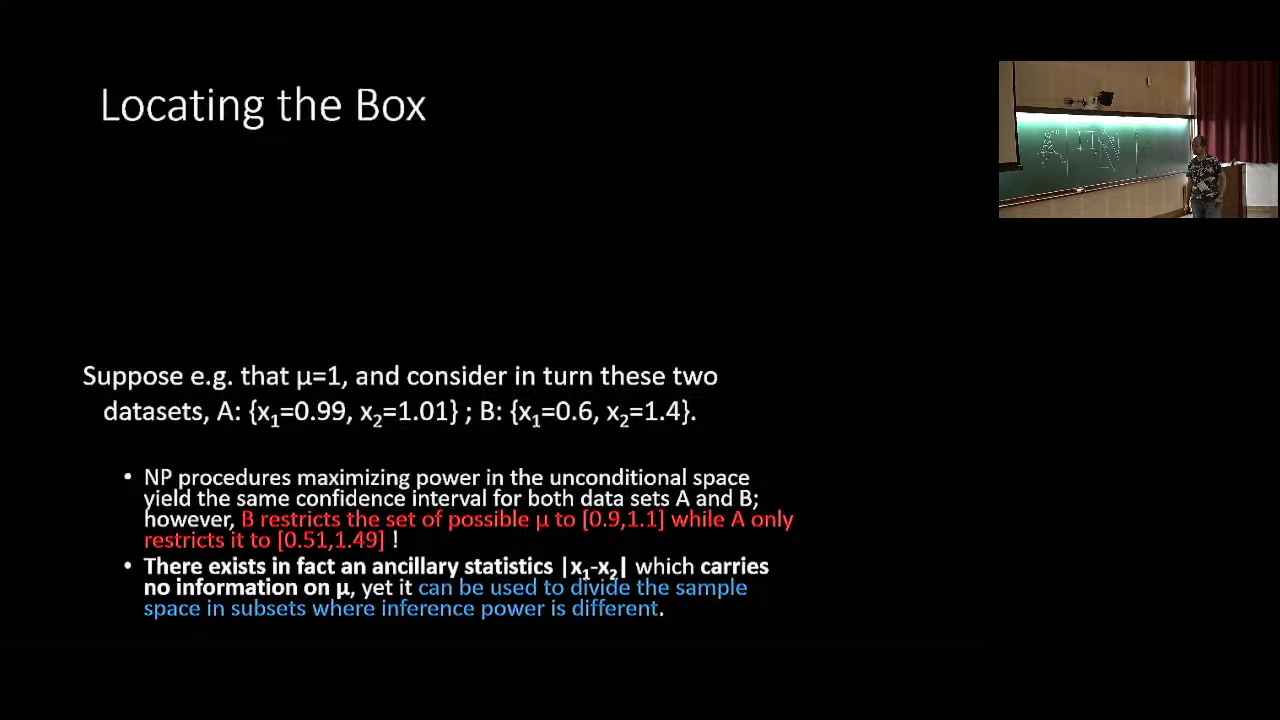 Locating the Box
Suppose e.g. that μ=1, and consider in turn these two
datasets, A: {x₁=0.99, x₂=1.01} ; B: {x₁=0.6, x₂=1.4}.
• NP procedures maximizing power in the unconditional space
yield the same confidence interval for both data sets A and B;
however, B restricts the set of possible μ to [0.9,1.1] while A only
restricts it to [0.51,1.49] !
• There exists in fact an ancillary statistics |x₁-x₂| which carries
no information on μ, yet it can be used to divide the sample
space in subsets where inference power is different.